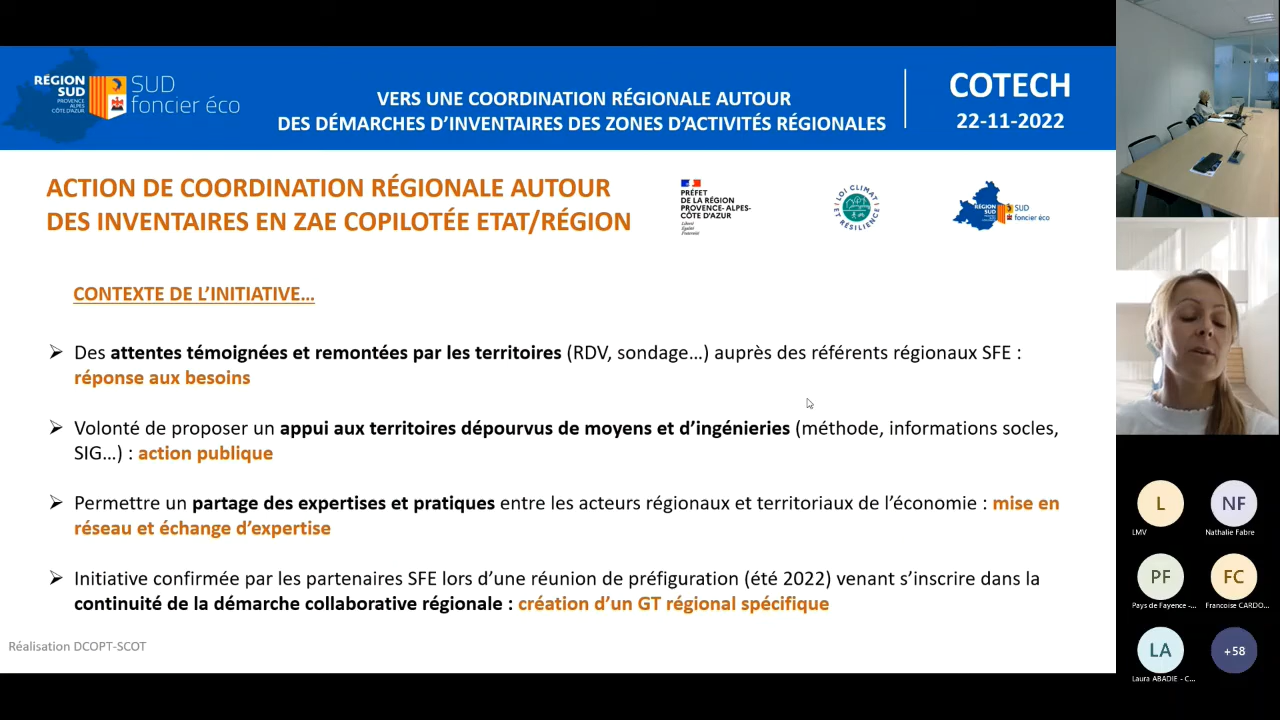 RÉGION
SUD
PROVENCE
ALPES
CÔTE D'AZUR
SUD
foncier éco
VERS UNE COORDINATION RÉGIONALE AUTOUR
DES DÉMARCHES D'INVENTAIRES DES ZONES D'ACTIVITÉS RÉGIONALES
COTECH
22-11-2022
ACTION DE COORDINATION RÉGIONALE AUTOUR
DES INVENTAIRES EN ZAE COPILOTÉE ETAT/RÉGION
PRÉFET
DE LA RÉGION
PROVENCE- ALPES-
CÔTE D'AZUR
Liberté
Égalité
Fraternité
LOI CLIMAT
ET RÉSILIENCE
RÉGION
SUD
SUD
foncier éco
CONTEXTE DE L'INITIATIVE…
➢ Des attentes témoignées et remontées par les territoires (RDV, sondage…) auprès des référents régionaux SFE :
réponse aux besoins
➢ Volonté de proposer un appui aux territoires dépourvus de moyens et d'ingénieries (méthode, informations socles,
SIG…) : action publique
➢ Permettre un partage des expertises et pratiques entre les acteurs régionaux et territoriaux de l'économie : mise en
réseau et échange d'expertise
➢ Initiative confirmée par les partenaires SFE lors d'une réunion de préfiguration (été 2022) venant s'inscrire dans la
continuité de la démarche collaborative régionale : création d'un GT régional spécifique
Réalisation DCOPT-SCOT
L
NF
LMV
Nathalie Fabre
PF
FC
Pays de Fayence -...
Francoise CARDO...
LA
+58
Laura ABADIE - C...